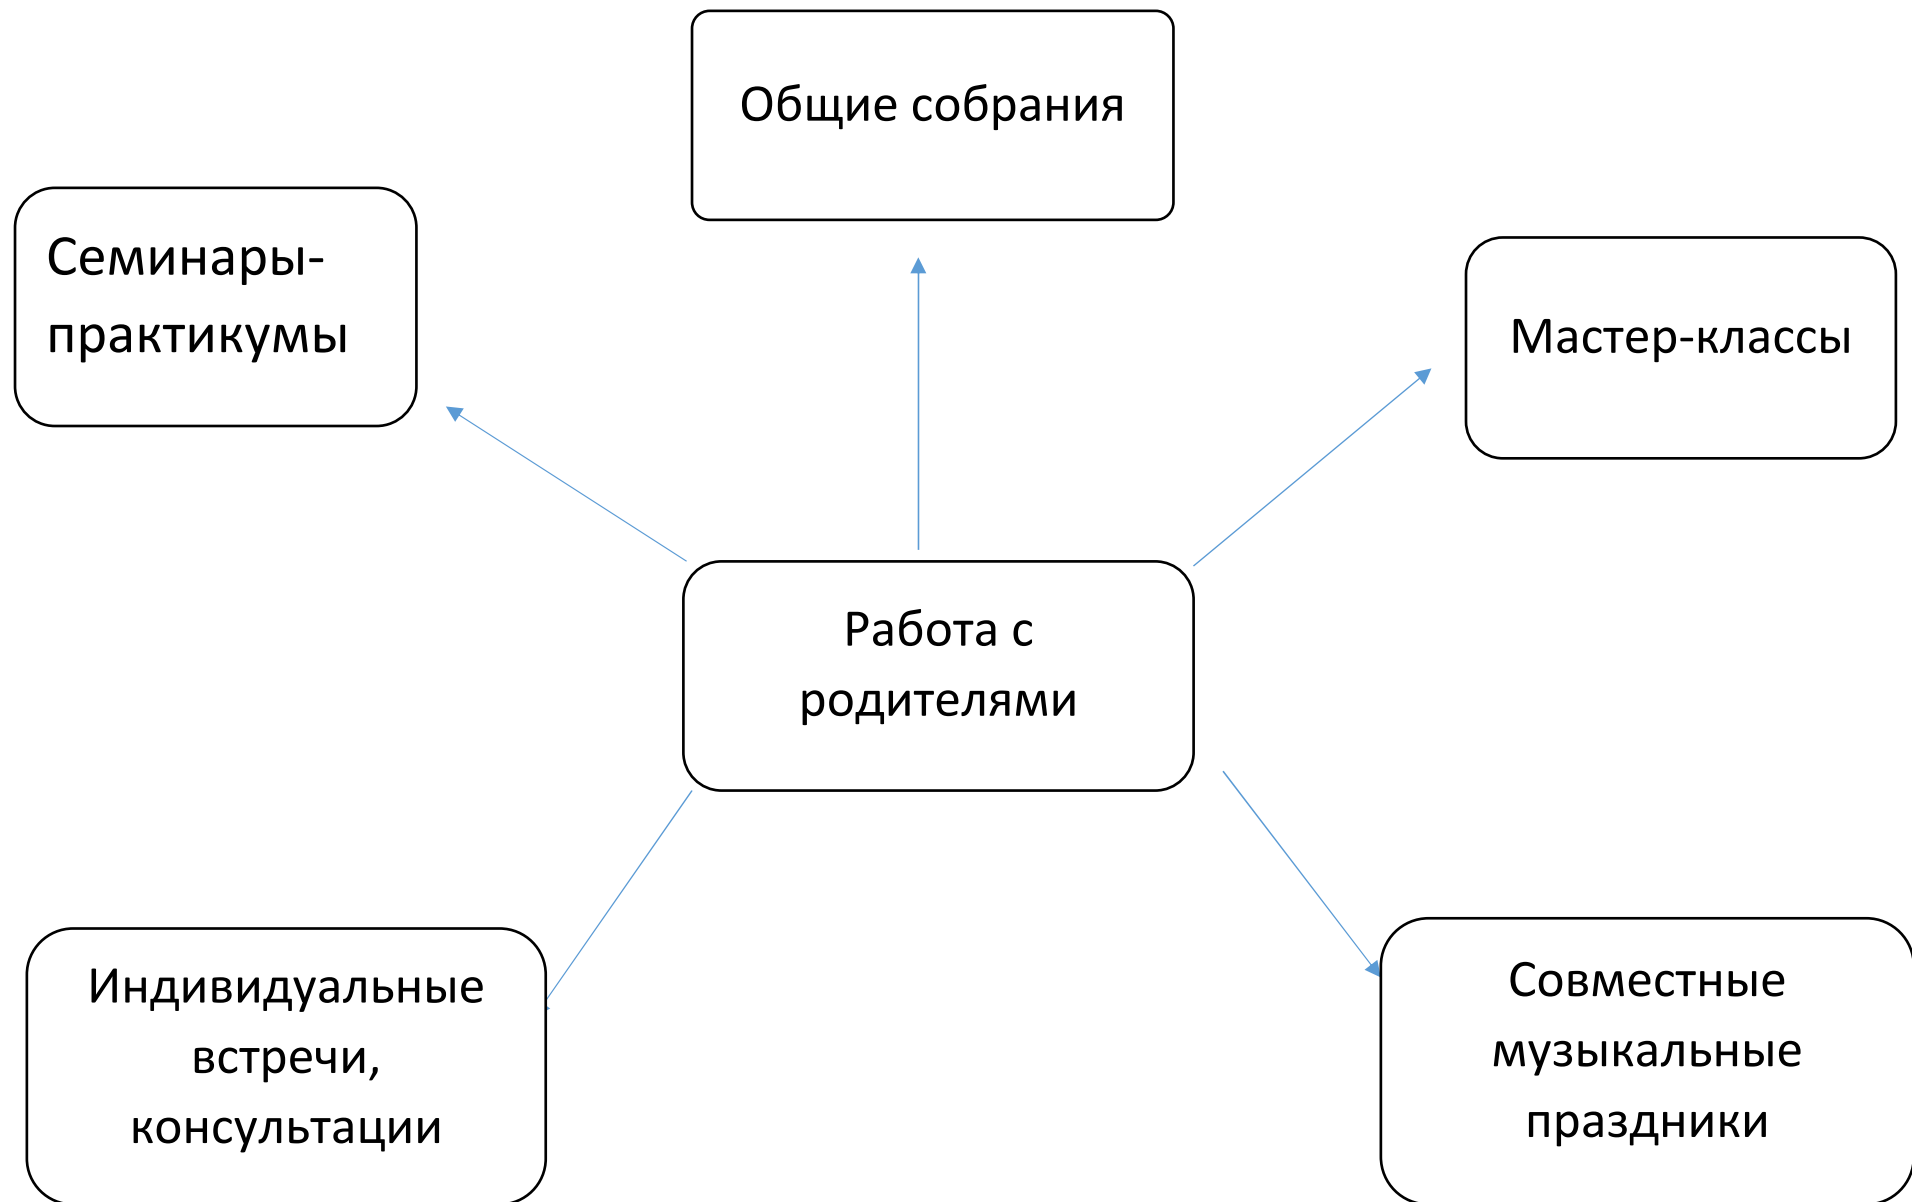 Общие собрания
Семинары-
практикумы
Мастер-классы
Работа с
родителями
Индивидуальные
встречи,
консультации
Совместные
музыкальные
праздники